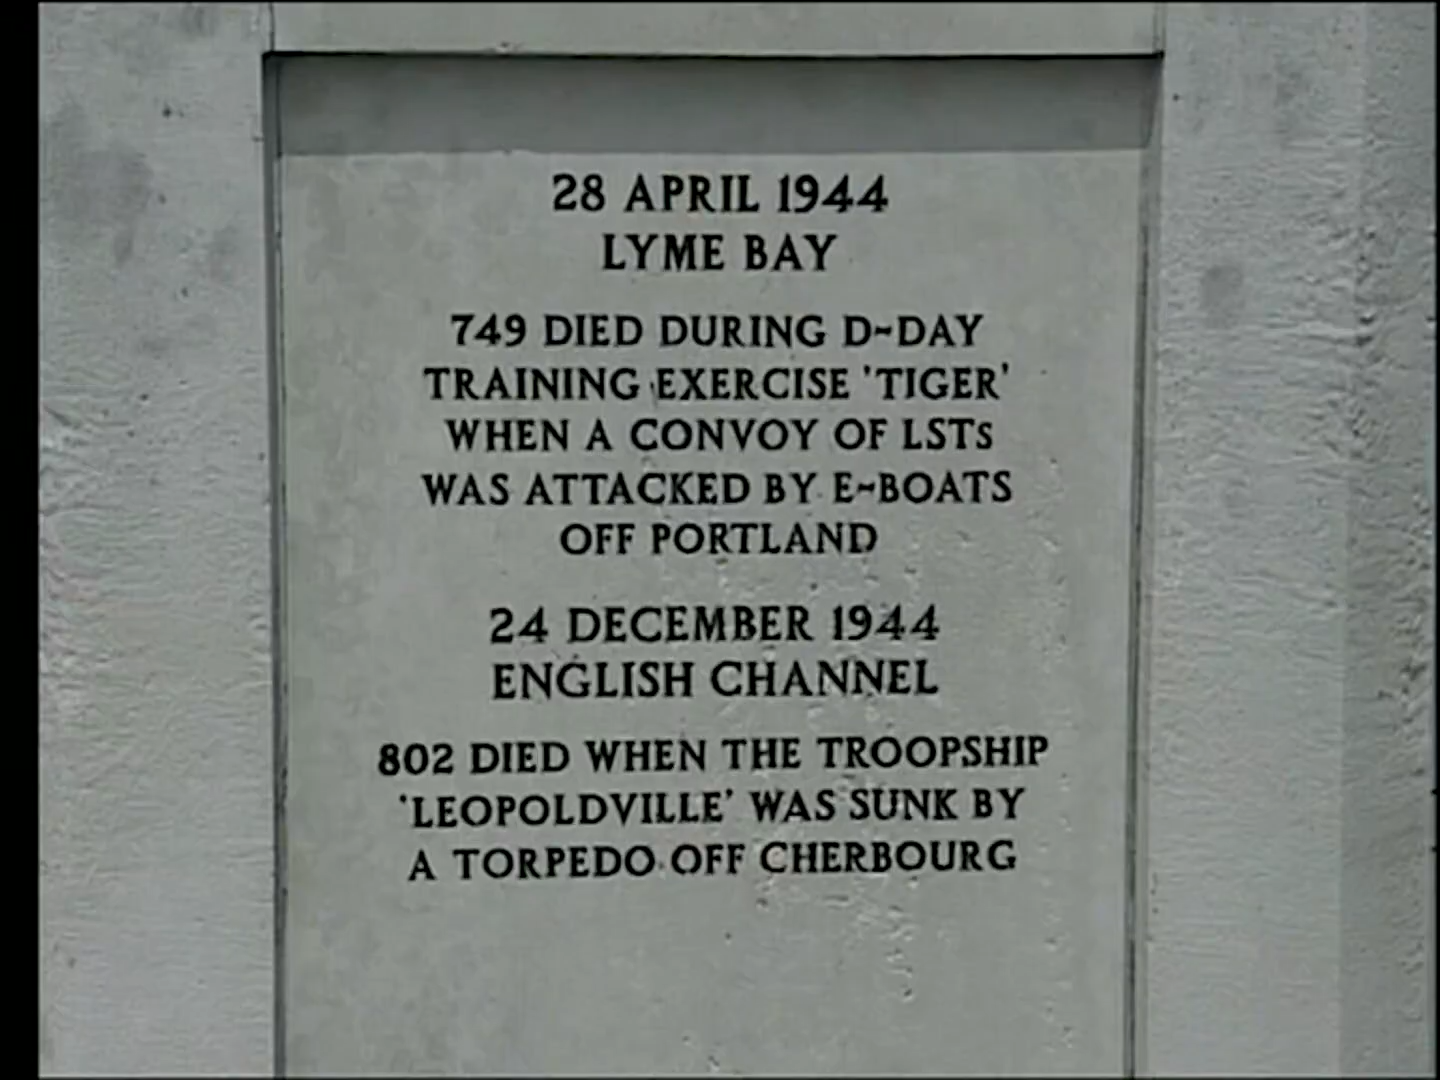 28 APRIL 1944
LYME BAY
749 DIED DURING D~DAY
TRAINING EXERCISE 'TIGER'
WHEN A CONVOY OF LSTs
WAS ATTACKED BY E~BOATS
OFF PORTLAND
24 DECEMBER 1944
ENGLISH CHANNEL
802 DIED WHEN THE TROOPSHIP
'LEOPOLDVILLE' WAS SUNK BY
A TORPEDO OFF CHERBOURG